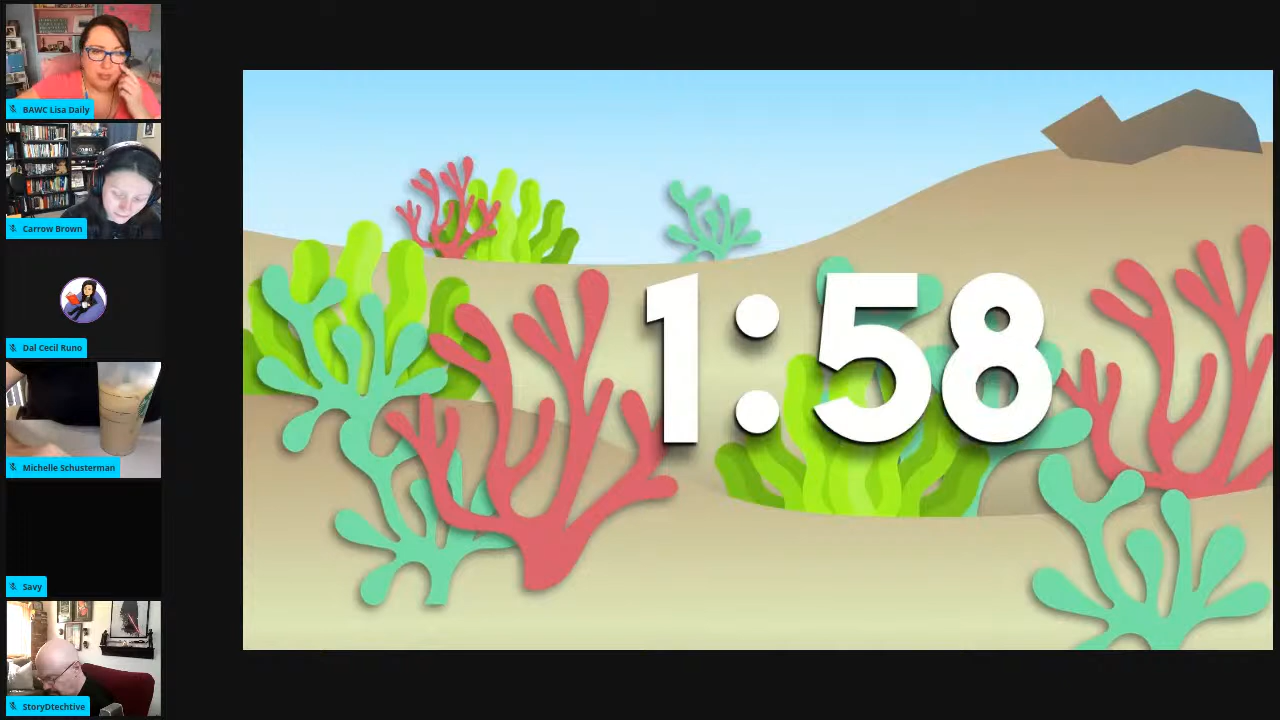 BAWC Lisa Daily
Carrow Brown
Dal Cecil Runo
Michelle Schusterman
Savy
StoryDtechtive
1:58